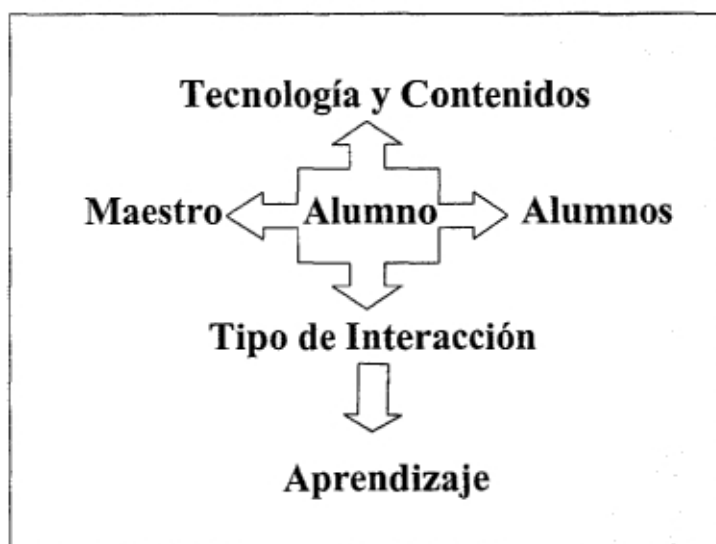 Tecnología y Contenidos
Maestro Alumno Alumnos
Tipo de Interacción
Aprendizaje